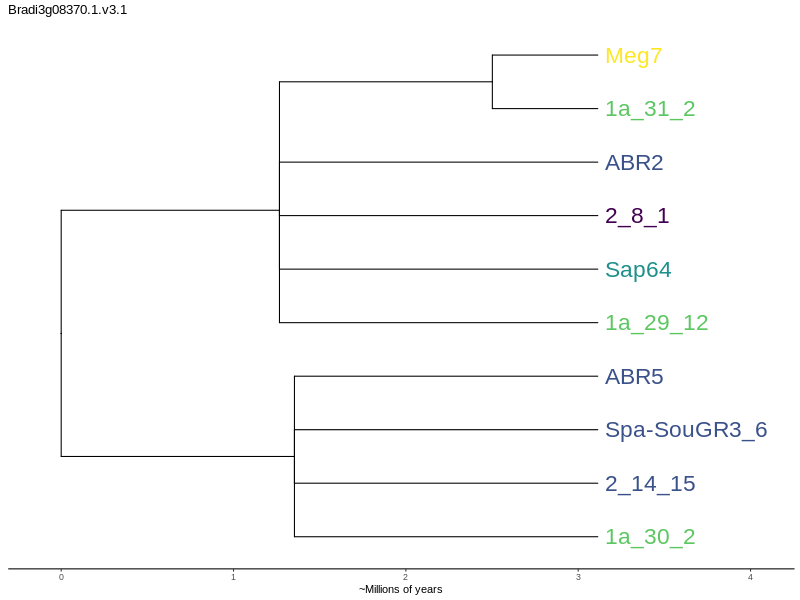 Bradi3g08370.1.v3.1
Meg7
1a_31_2
ABR2
2_8_1
Sap64
1a_29_12
ABR5
Spa-SouGR3_6
2_14_15
1a_30_2
0 1 2 3 4
~Millions of years